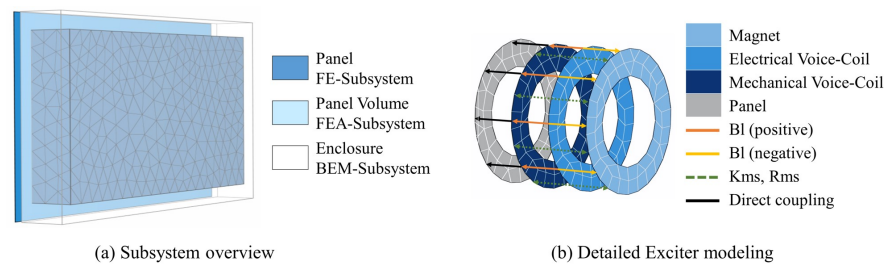 Panel
FE-Subsystem
Panel Volume
FEA-Subsystem
Enclosure
BEM-Subsystem
(a) Subsystem overview
Magnet
Electrical Voice-Coil
Mechanical Voice-Coil
Panel
Bl (positive)
Bl (negative)
Kms, Rms
Direct coupling
(b) Detailed Exciter modeling